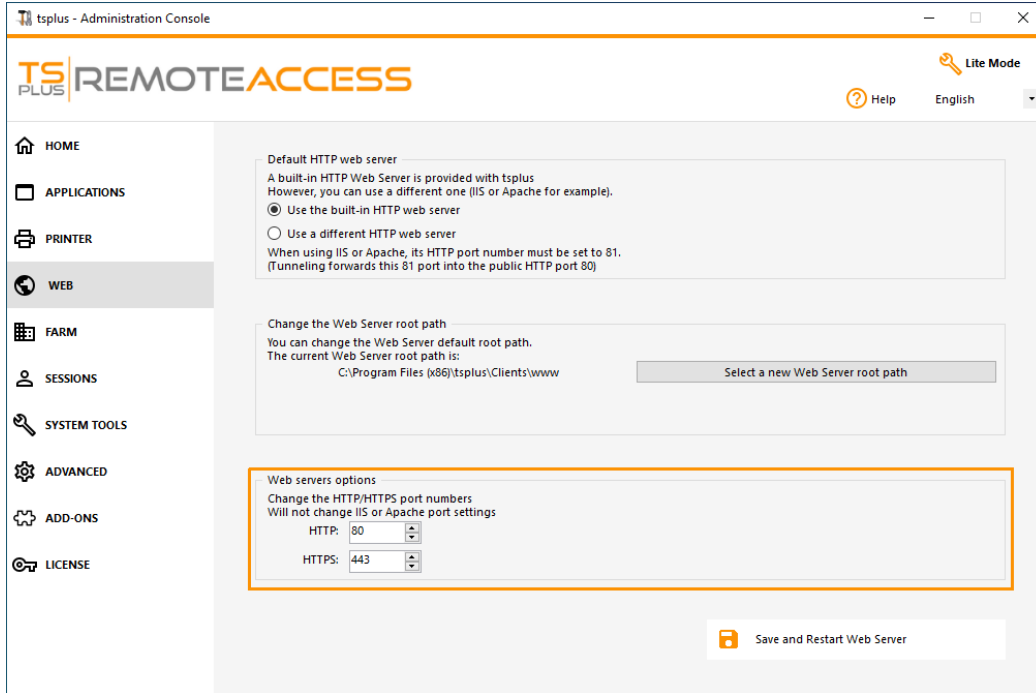 tsplus - Administration Console
TS PLUS REMOTEACCESS
Lite Mode
Help
English
HOME
APPLICATIONS
PRINTER
WEB
FARM
SESSIONS
SYSTEM TOOLS
ADVANCED
ADD-ONS
LICENSE
Default HTTP web server
A built-in HTTP Web Server is provided with tsplus
However, you can use a different one (IIS or Apache for example).
Use the built-in HTTP web server
Use a different HTTP web server
When using IIS or Apache, its HTTP port number must be set to 81.
(Tunneling forwards this 81 port into the public HTTP port 80)
Change the Web Server root path
You can change the Web Server default root path.
The current Web Server root path is:
C:\Program Files (x86)\tsplus\Clients\www
Select a new Web Server root path
Web servers options
Change the HTTP/HTTPS port numbers
Will not change IIS or Apache port settings
HTTP: 80
HTTPS: 443
Save and Restart Web Server